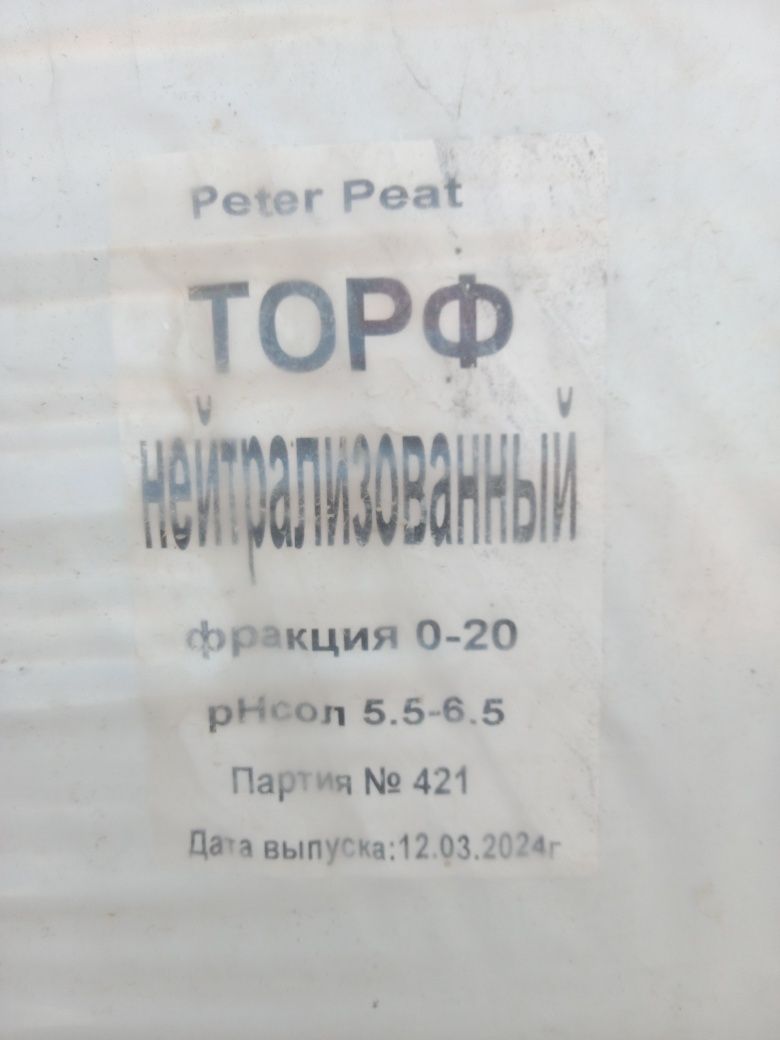 Peter Peat
ТОРФ
нейтрализованный
фракция 0-20
pHсол 5.5-6.5
Партия № 421
Дата выпуска:12.03.2024г